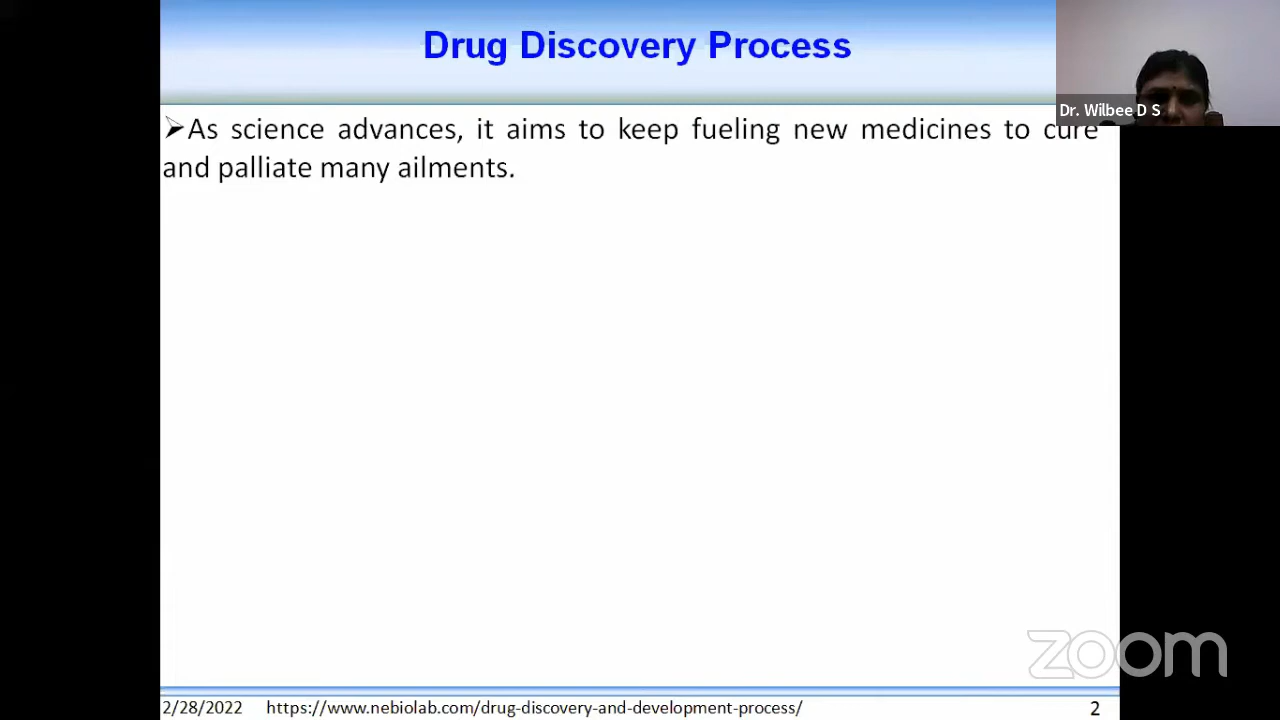 Drug Discovery Process
Dr. Wilbee D S
➢As science advances, it aims to keep fueling new medicines to cure
and palliate many ailments.
zoom
2/28/2022 https://www.nebiolab.com/drug-discovery-and-development-process/ 2